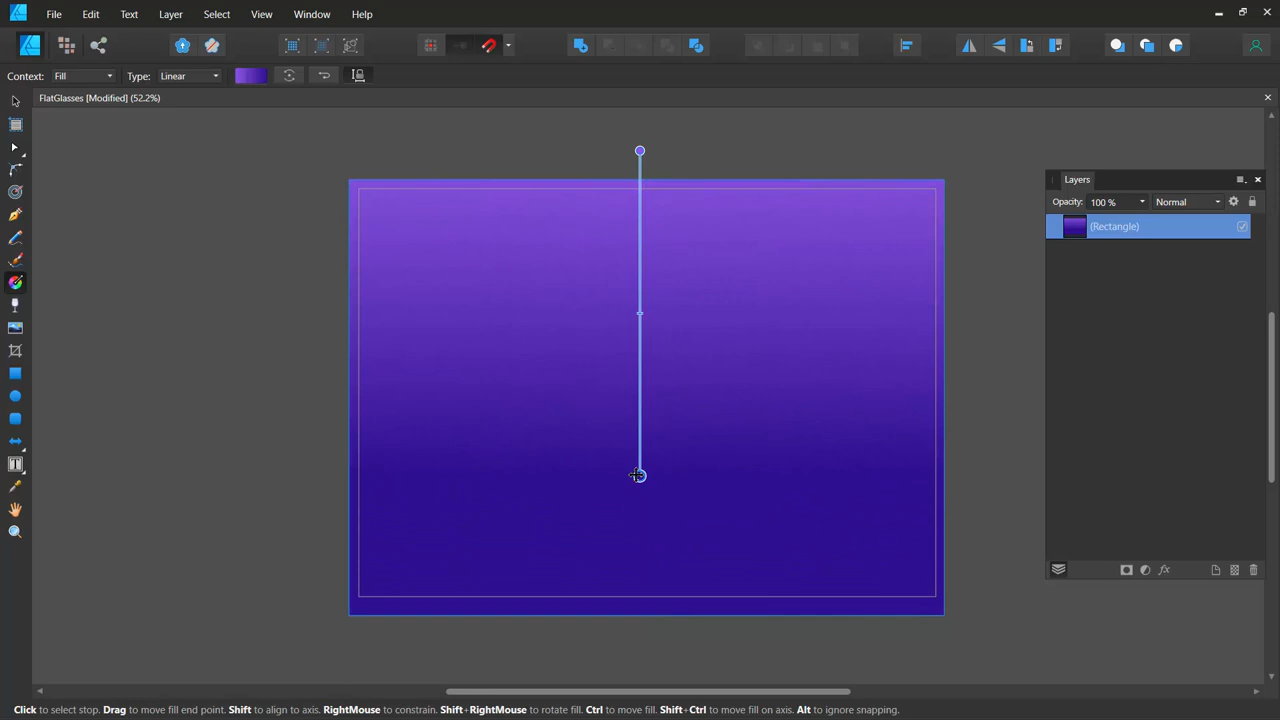 File Edit Text Layer Select View Window Help
Context: Fill Type: Linear
FlatGlasses [Modified] (52.2%)
Layers
Opacity: 100 % Normal
(Rectangle)
Click to select stop. Drag to move fill end point. Shift to align to axis. RightMouse to constrain. Shift+RightMouse to rotate fill. Ctrl to move fill. Shift+Ctrl to move fill on axis. Alt to ignore snapping.